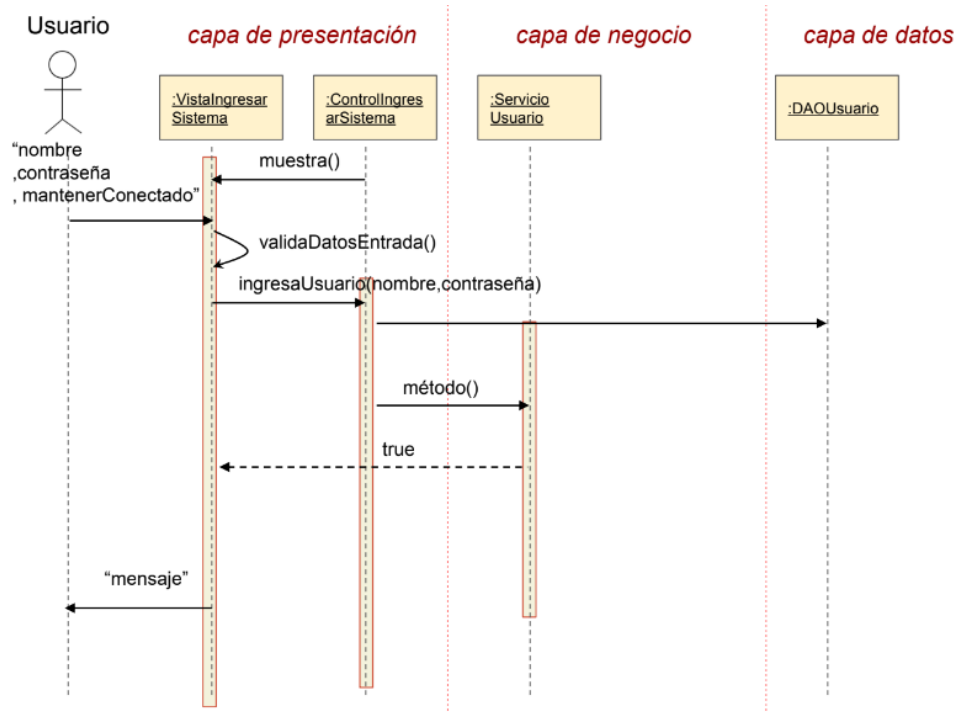 Usuario
capa de presentación
capa de negocio
capa de datos
:VistaIngresar
Sistema
:ControlIngres
arSistema
:Servicio
Usuario
:DAOUsuario
“nombre
,contraseña
, mantenerConectado”
muestra()
validaDatosEntrada()
ingresaUsuario(nombre,contraseña)
método()
true
“mensaje”